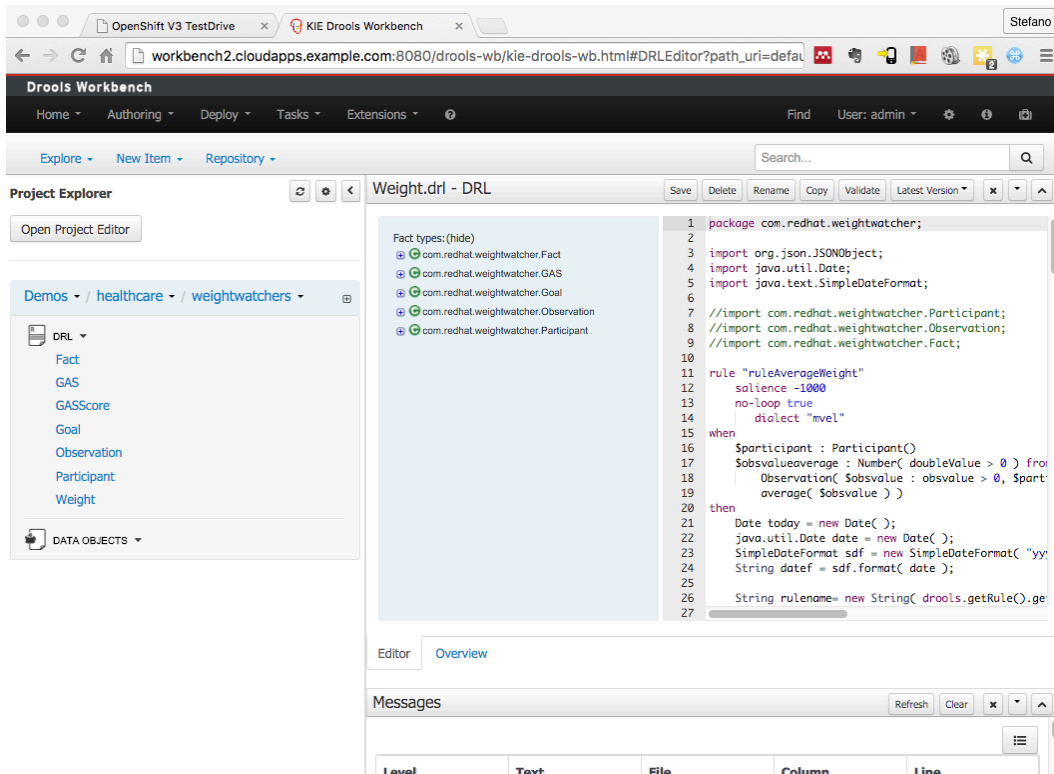 OpenShift V3 TestDrive × KIE Drools Workbench × Stefano
workbench2.cloudapps.example.com:8080/drools-wb/kie-drools-wb.html#DRLEditor?path_uri=defau 2
Drools Workbench
Home Authoring Deploy Tasks Extensions Find User: admin
Explore New Item Repository Search...
Project Explorer
Open Project Editor
Demos / healthcare / weightwatchers
DRL
Fact
GAS
GASScore
Goal
Observation
Participant
Weight
DATA OBJECTS
Weight.drl - DRL Save Delete Rename Copy Validate Latest Version
Fact types:(hide)
com.redhat.weightwatcher.Fact
com.redhat.weightwatcher.GAS
com.redhat.weightwatcher.Goal
com.redhat.weightwatcher.Observation
com.redhat.weightwatcher.Participant
1 package com.redhat.weightwatcher;
2
3 import org.json.JSONObject;
4 import java.util.Date;
5 import java.text.SimpleDateFormat;
6
7 //import com.redhat.weightwatcher.Participant;
8 //import com.redhat.weightwatcher.Observation;
9 //import com.redhat.weightwatcher.Fact;
10
11 rule "ruleAverageWeight"
12 salience -1000
13 no-loop true
14 dialect "mvel"
15 when
16 $participant : Participant()
17 $obsvalueaverage : Number( doubleValue > 0 ) from
18 Observation( $obsvalue : obsvalue > 0, $parti
19 average( $obsvalue ) )
20 then
21 Date today = new Date( );
22 java.util.Date date = new Date( );
23 SimpleDateFormat sdf = new SimpleDateFormat( "yyy
24 String datef = sdf.format( date );
25
26 String rulename= new String( drools.getRule().ge
27
Editor Overview
Messages Refresh Clear
Level Text File Column Line